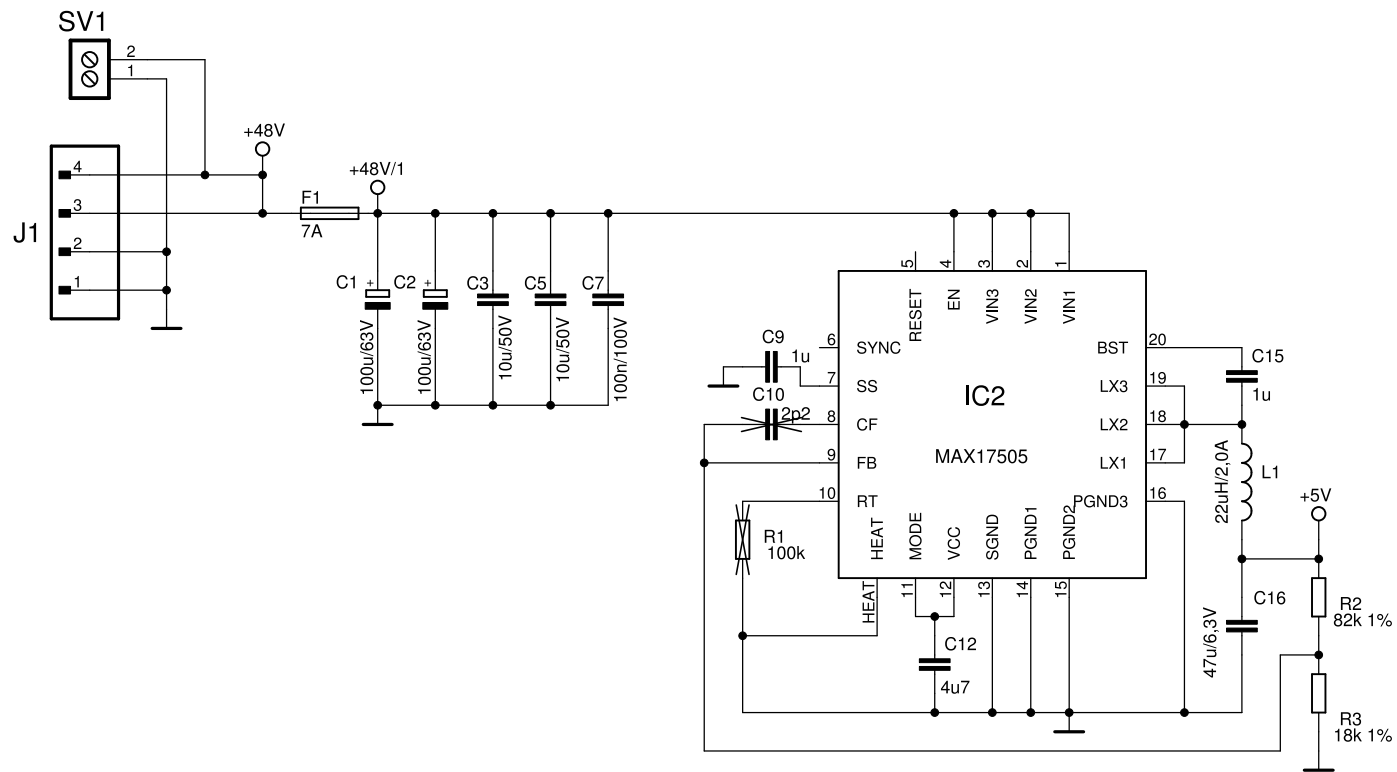 SV1
2
1
+48V
4
3
2
1
J1
F1
7A
+48V/1
C1
+
100u/63V
C2
+
100u/63V
C3
10u/50V
C5
10u/50V
C7
100n/100V
5
4
3
2
1
RESET
EN
VIN3
VIN2
VIN1
6
SYNC
BST
20
C9
1u
7
SS
LX3
19
C15
1u
IC2
C10
2p2
8
CF
LX2
18
9
FB
MAX17505
LX1
17
22uH/2,0A
L1
10
RT
PGND3
16
+5V
HEAT
MODE
VCC
SGND
PGND1
PGND2
R1
100k
HEAT
11
12
13
14
15
C16
47u/6,3V
R2
82k 1%
C12
4u7
R3
18k 1%